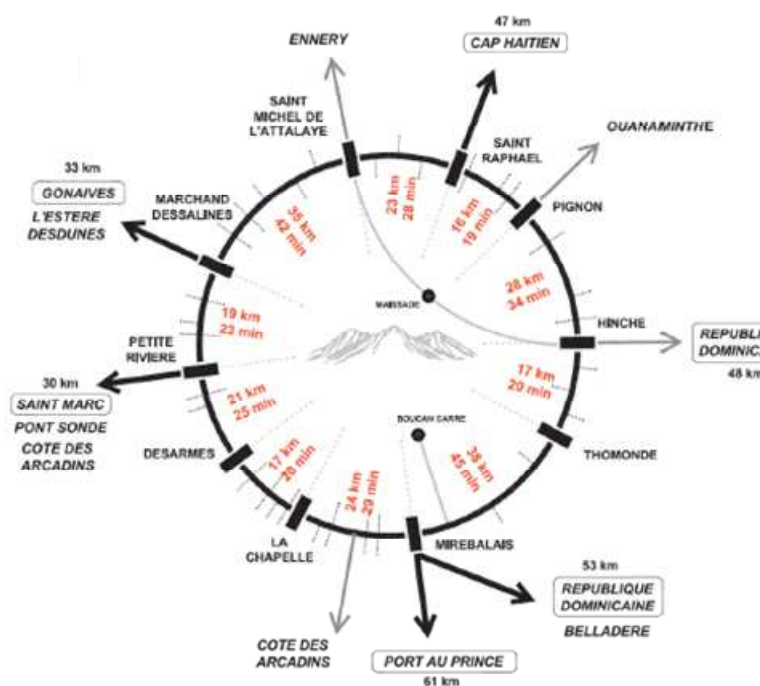 47 km
CAP HAITIEN
ENNERY
SAINT
MICHEL DE
L'ATTALAYE
SAINT
RAPHAEL
OUANAMINTHE
PIGNON
33 km
GONAIVES
L'ESTERE
DESDUNES
MARCHAND
DESSALINES
35 km
42 min
23 km
28 min
16 km
19 min
28 km
34 min
MAISSADE
HINCHE
REPUBLI
DOMINIC
48 km
19 km
23 min
PETITE
RIVIERE
30 km
SAINT MARC
PONT SONDE
COTE DES
ARCADINS
21 km
25 min
17 km
20 min
BOUCAN CARRE
THOMONDE
DESARMES
17 km
20 min
38 km
45 min
24 km
29 min
LA
CHAPELLE
MIREBALAIS
53 km
REPUBLIQUE
DOMINICAINE
BELLADERE
COTE DES
ARCADINS
PORT AU PRINCE
61 km